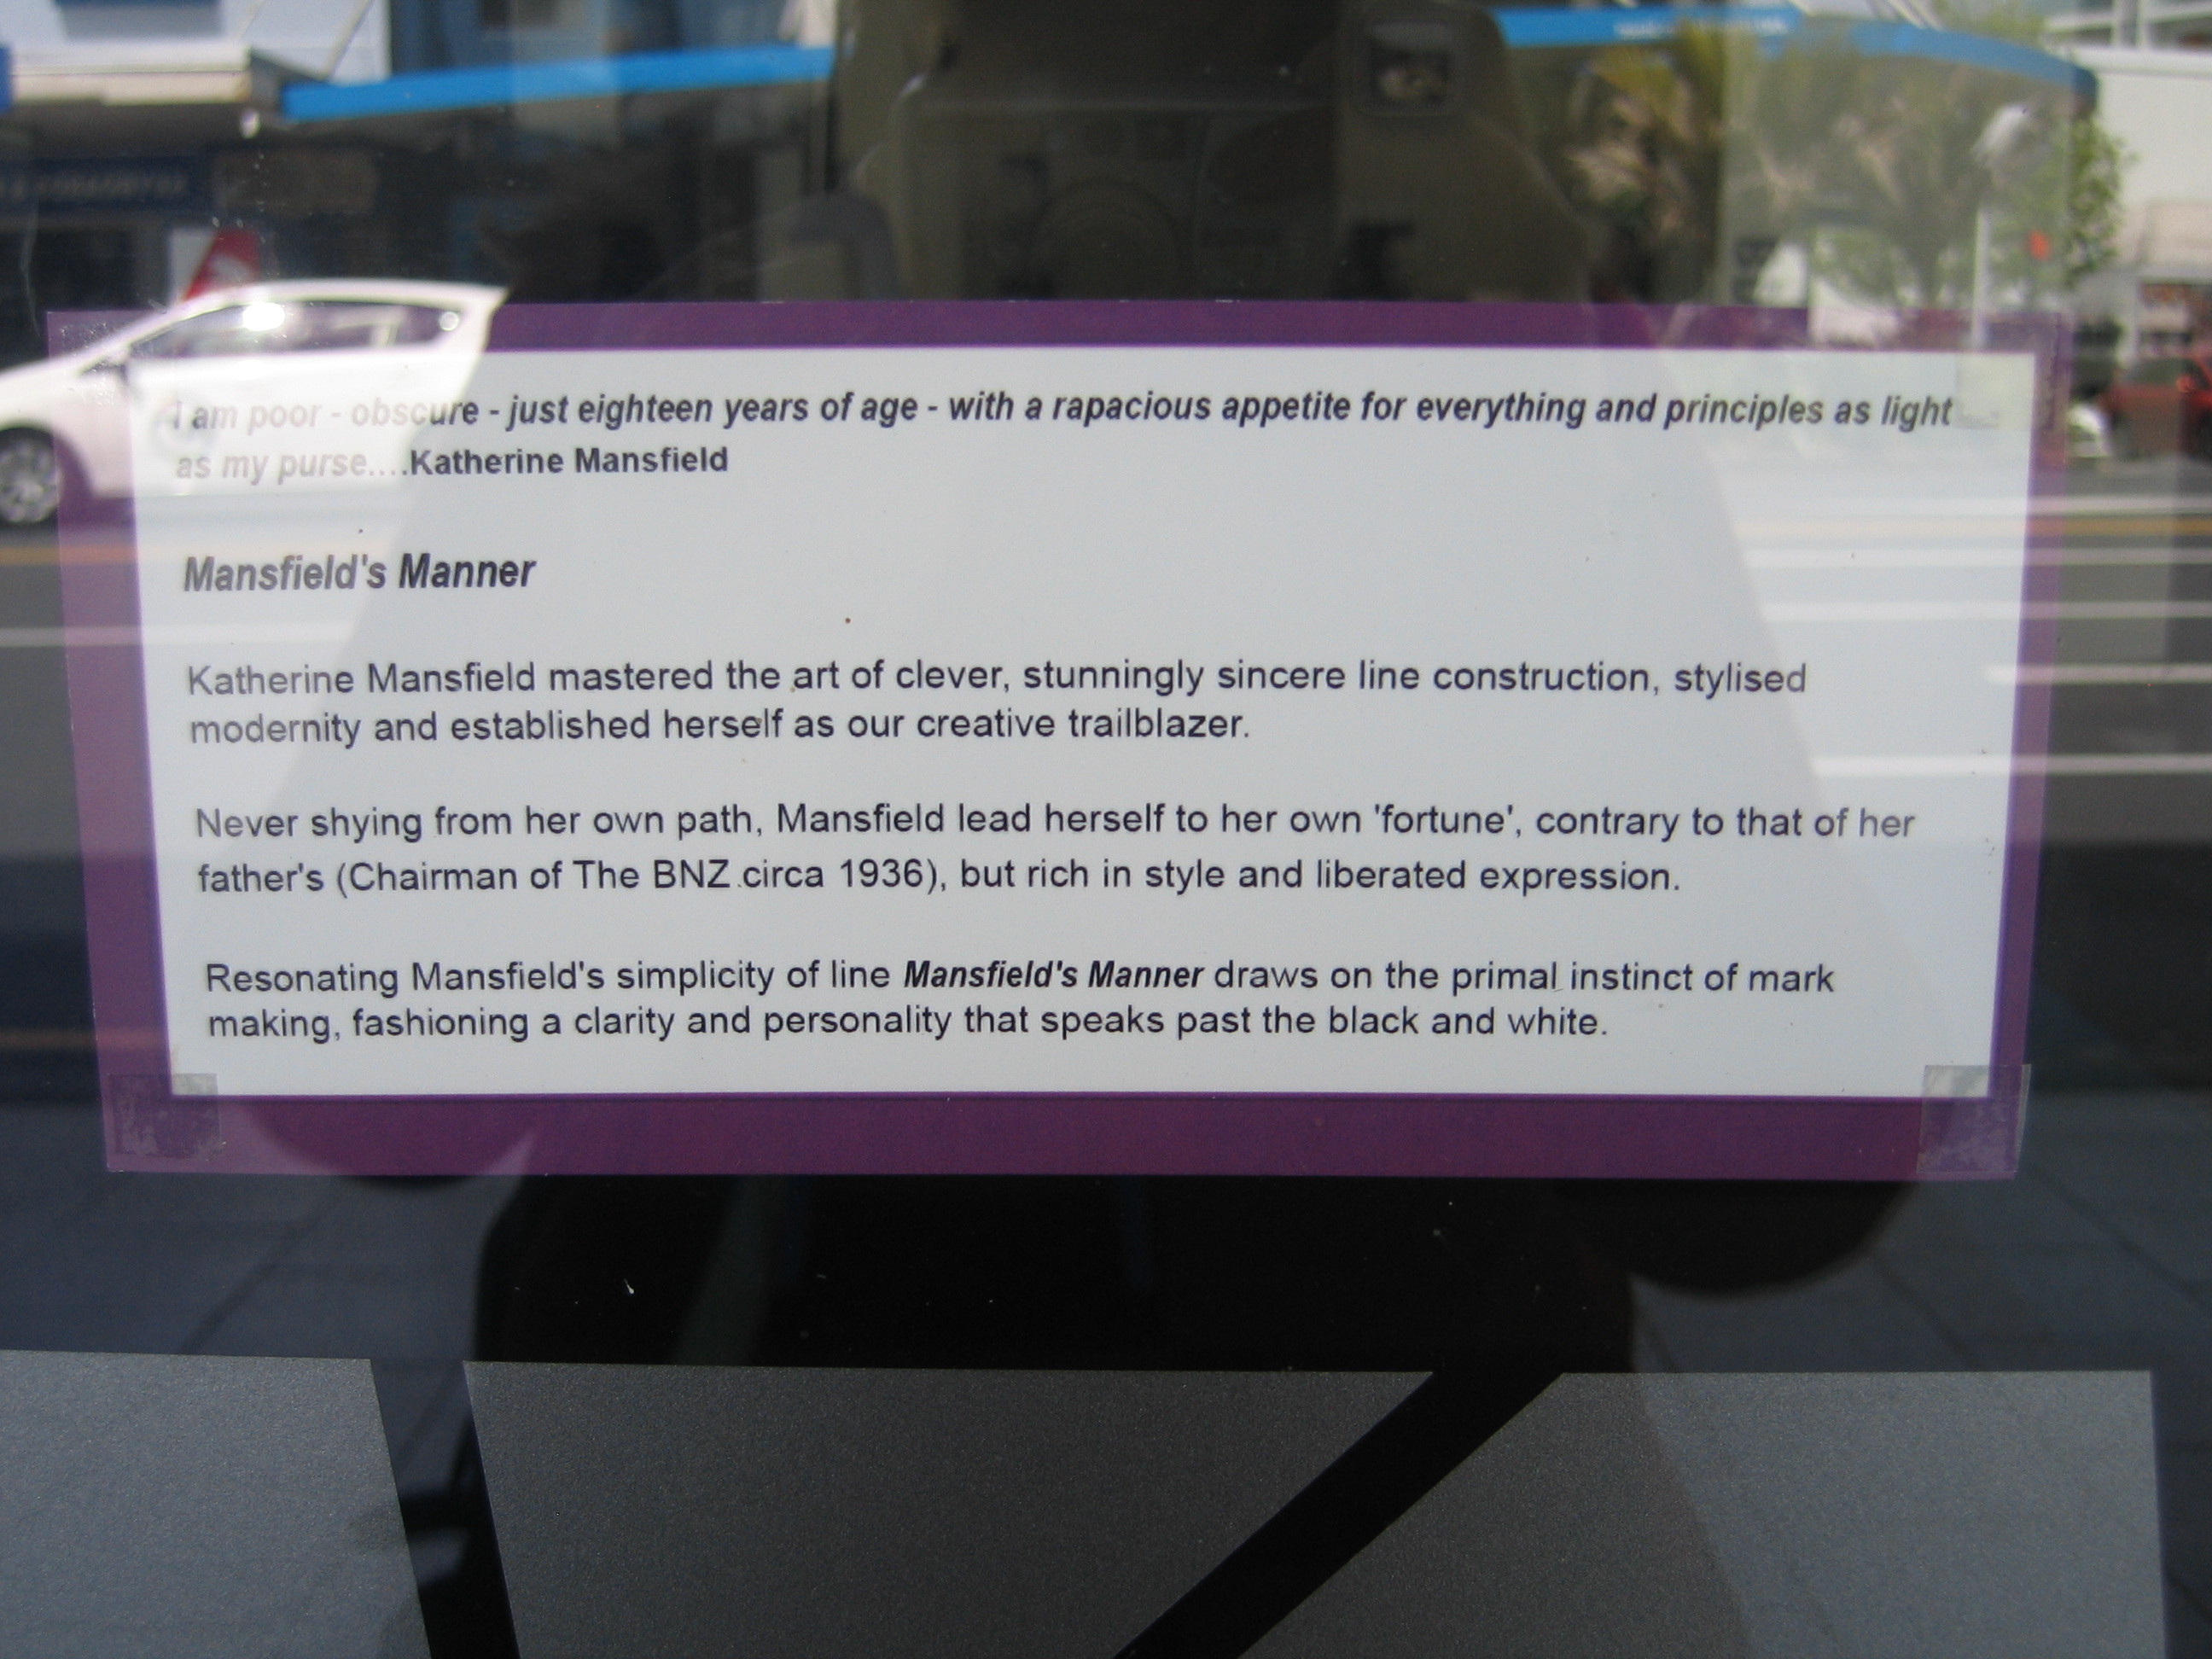 I am poor - obscure - just eighteen years of age - with a rapacious appetite for everything and principles as light
as my purse....Katherine Mansfield
Mansfield's Manner
Katherine Mansfield mastered the art of clever, stunningly sincere line construction, stylised
modernity and established herself as our creative trailblazer.
Never shying from her own path, Mansfield lead herself to her own 'fortune', contrary to that of her
father's (Chairman of The BNZ circa 1936), but rich in style and liberated expression.
Resonating Mansfield's simplicity of line Mansfield's Manner draws on the primal instinct of mark
making, fashioning a clarity and personality that speaks past the black and white.